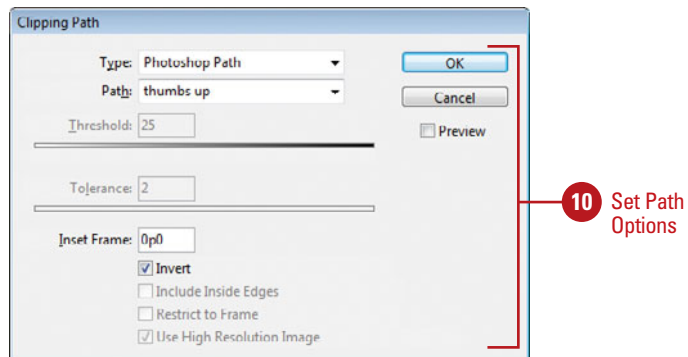 Clipping Path
Type: Photoshop Path
Path: thumbs up
Threshold: 25
Tolerance: 2
Inset Frame: 0p0
Invert
Include Inside Edges
Restrict to Frame
Use High Resolution Image
OK
Cancel
Preview
10 Set Path
Options